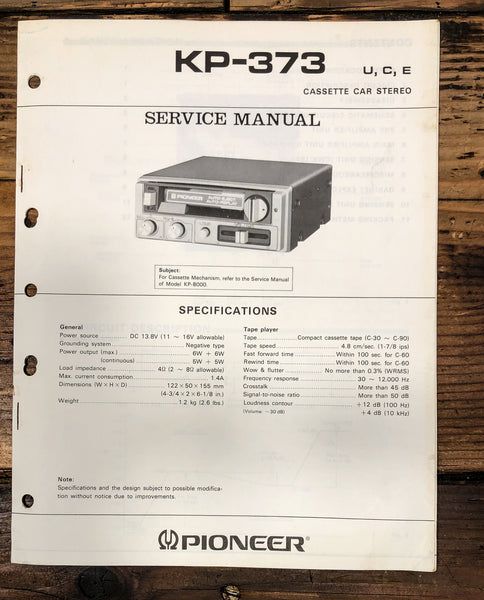 KP-373 U, C, E
CASSETTE CAR STEREO
SERVICE MANUAL
PIONEER
AUTO EJECT
Subject:
For Cassette Mechanism, refer to the Service Manual
of Model KP-8000.
SPECIFICATIONS
General
Power source DC 13.8V (11 ~ 16V allowable)
Grounding system Negative type
Power output (max.) 6W + 6W
(continuous) 5W + 5W
Load impedance 4Ω (2 ~ 8Ω allowable)
Max. current consumption 1.4A
Dimensions (W × H × D) 122 × 50 × 155 mm
(4-3/4 × 2 × 6-1/8 in.)
Weight 1.2 kg (2.6 lbs.)
Tape player
Tape Compact cassette tape (C-30 ~ C-90)
Tape speed 4.8 cm/sec. (1-7/8 ips)
Fast forward time Within 100 sec. for C-60
Rewind time Within 100 sec. for C-60
Wow & flutter No more than 0.3% (WRMS)
Frequency response 30 ~ 12,000 Hz
Crosstalk More than 45 dB
Signal-to-noise ratio More than 50 dB
Loudness contour +12 dB (100 Hz)
(Volume: −30 dB) +4 dB (10 kHz)
Note:
Specifications and the design subject to possible modifica-
tion without notice due to improvements.
PIONEER